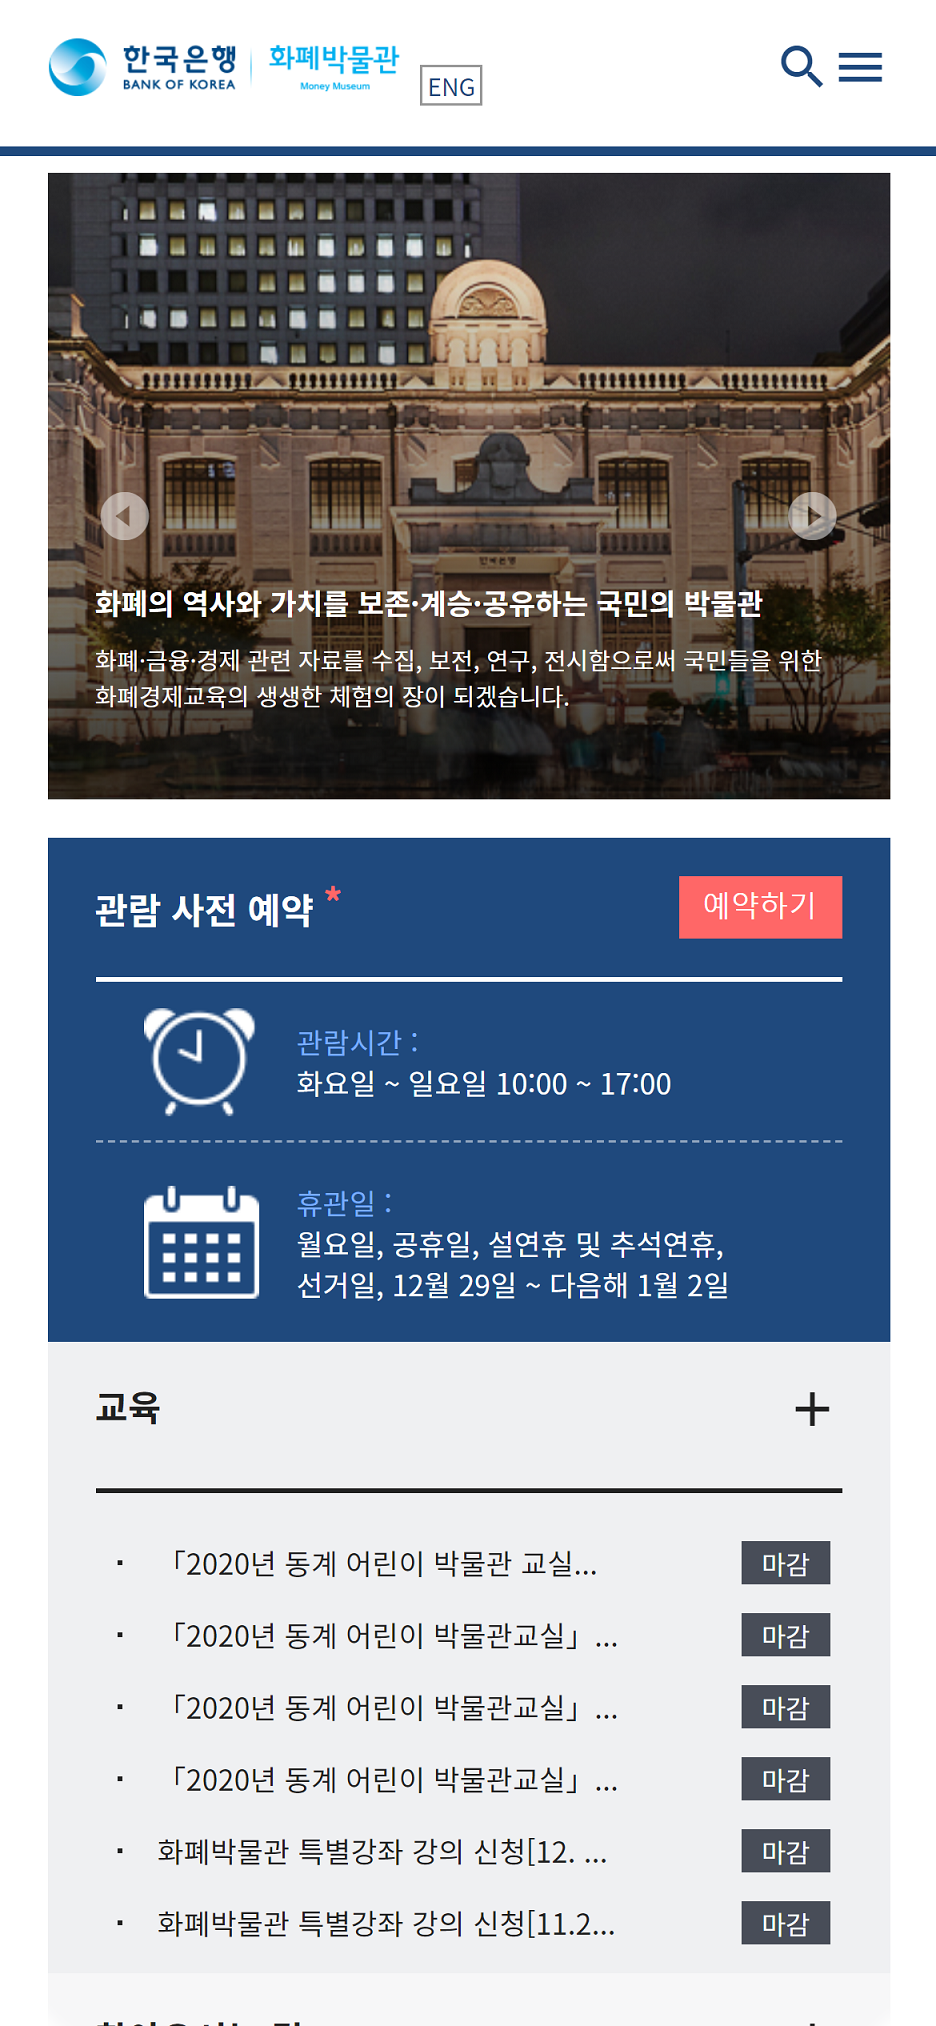 한국은행
BANK OF KOREA
화폐박물관
Money Museum
ENG
한국은행
화폐의 역사와 가치를 보존·계승·공유하는 국민의 박물관
화폐·금융·경제 관련 자료를 수집, 보전, 연구, 전시함으로써 국민들을 위한
화폐경제교육의 생생한 체험의 장이 되겠습니다.
관람 사전 예약 *
예약하기
관람시간 :
화요일 ~ 일요일 10:00 ~ 17:00
휴관일 :
월요일, 공휴일, 설연휴 및 추석연휴,
선거일, 12월 29일 ~ 다음해 1월 2일
교육
「2020년 동계 어린이 박물관 교실... 마감
「2020년 동계 어린이 박물관교실」... 마감
「2020년 동계 어린이 박물관교실」... 마감
「2020년 동계 어린이 박물관교실」... 마감
화폐박물관 특별강좌 강의 신청[12. ... 마감
화폐박물관 특별강좌 강의 신청[11.2... 마감